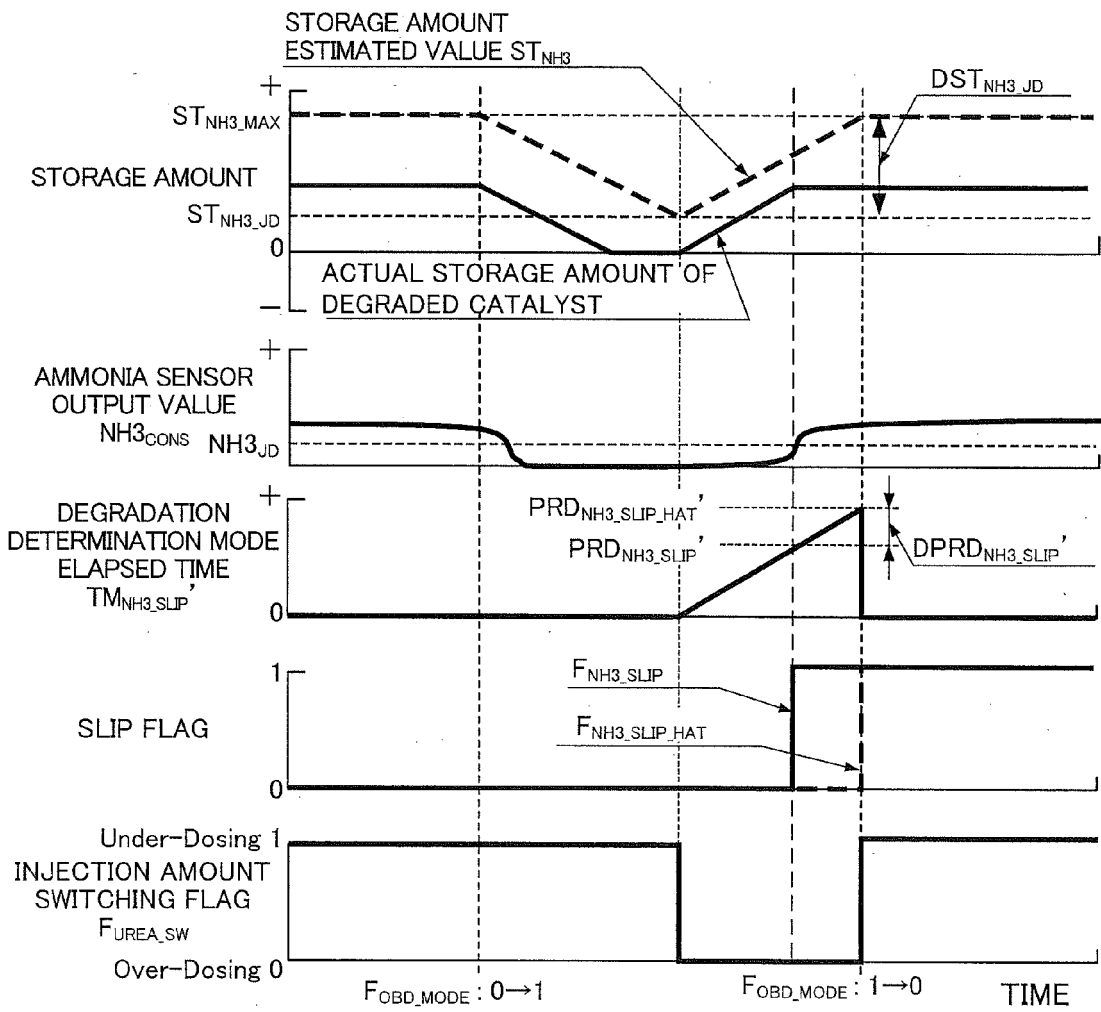 STORAGE AMOUNT
ESTIMATED VALUE ST_NH3
+
DST_NH3_JD
ST_NH3_MAX
STORAGE AMOUNT
ST_NH3_JD
0
ACTUAL STORAGE AMOUNT OF
DEGRADED CATALYST
−
+
AMMONIA SENSOR
OUTPUT VALUE
NH3_CONS
NH3_JD
+
DEGRADATION
DETERMINATION MODE
ELAPSED TIME
TM_NH3_SLIP'
PRD_NH3_SLIP_HAT'
PRD_NH3_SLIP'
DPRD_NH3_SLIP'
0
1
F_NH3_SLIP
SLIP FLAG
F_NH3_SLIP_HAT
0
Under-Dosing 1
INJECTION AMOUNT
SWITCHING FLAG
F_UREA_SW
Over-Dosing 0
F_OBD_MODE : 0→1
F_OBD_MODE : 1→0
TIME